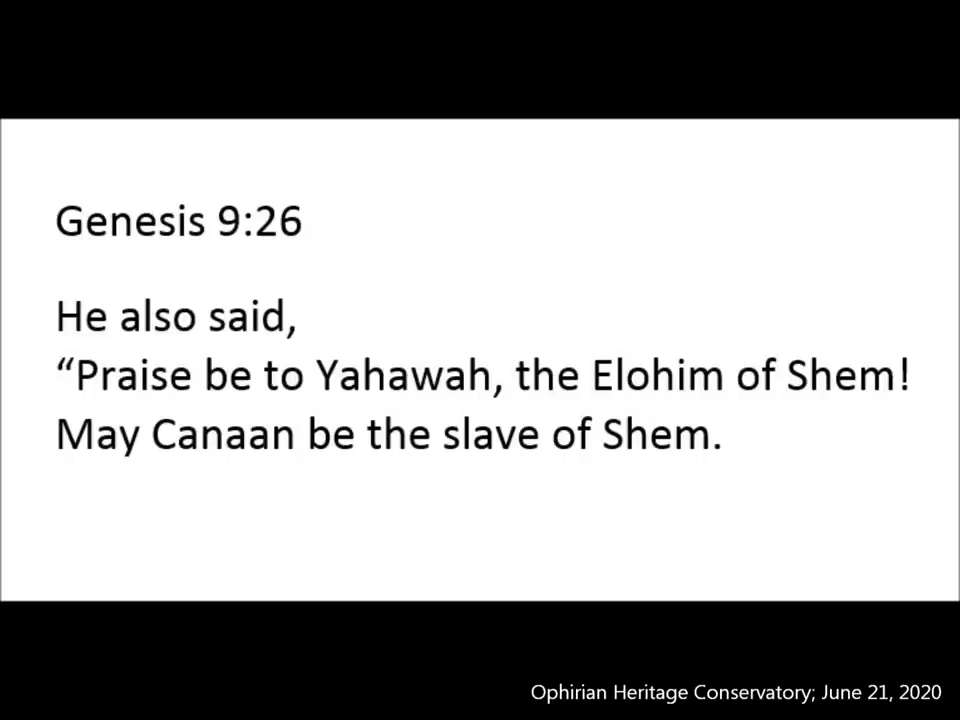 Genesis 9:26
He also said,
“Praise be to Yahawah, the Elohim of Shem!
May Canaan be the slave of Shem.
Ophirian Heritage Conservatory; June 21, 2020